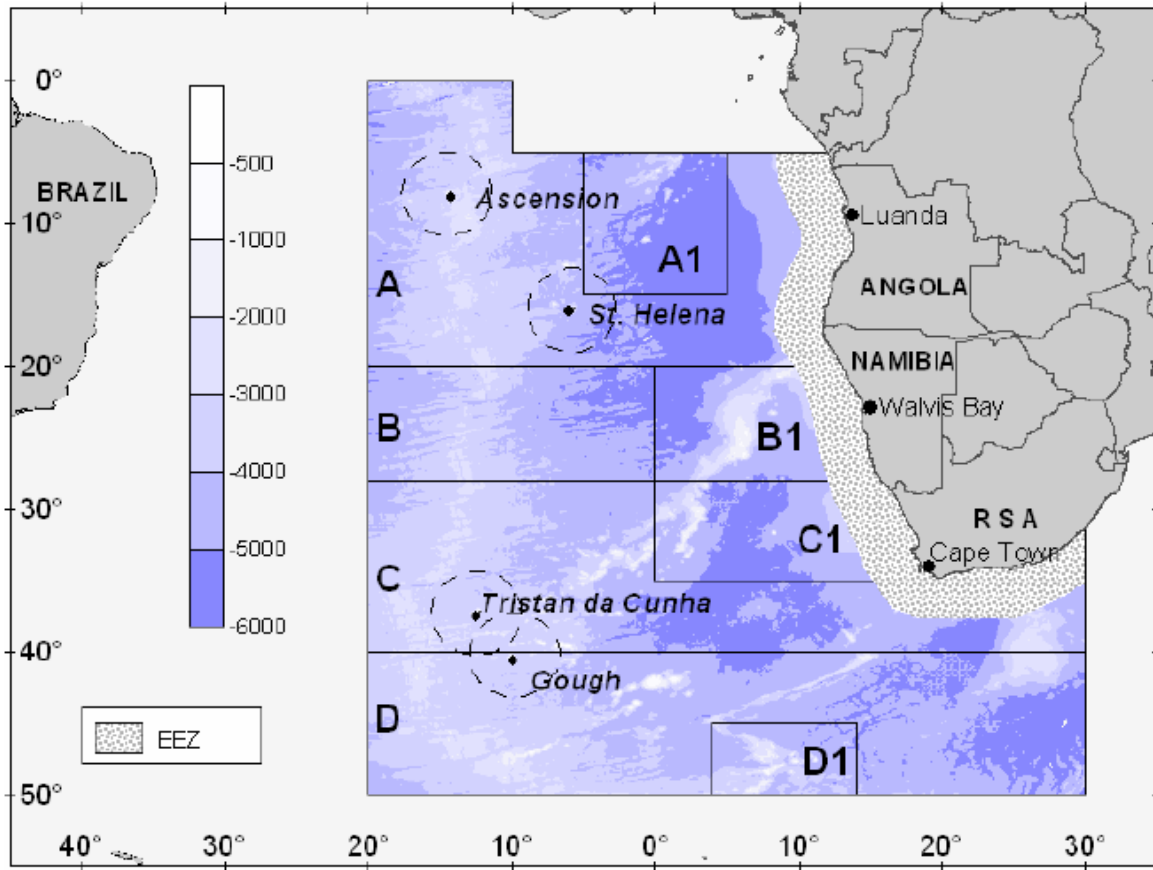 0°
10°
20°
30°
40°
50°
40°
30°
20°
10°
0°
10°
20°
30°
-500
-1000
-2000
-3000
-4000
-5000
-6000
BRAZIL
EEZ
A
B
C
D
Ascension
A1
St. Helena
B1
C1
Tristan da Cunha
Gough
D1
Luanda
ANGOLA
NAMIBIA
Walvis Bay
RSA
Cape Town